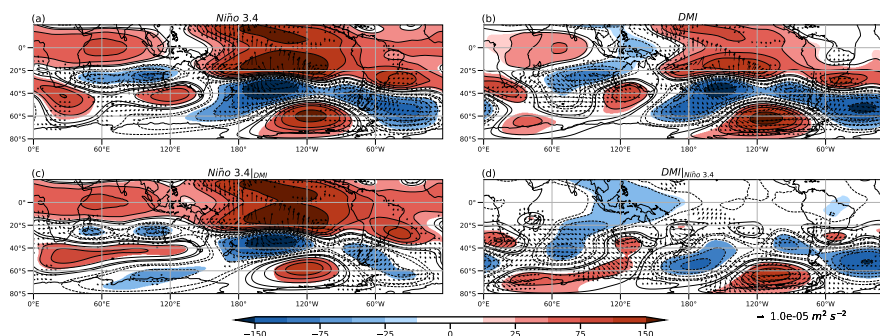 (a) Niño 3.4
(b) DMI
0°
20°S
40°S
60°S
80°S
0°E 60°E 120°E 180° 120°W 60°W
0°
20°S
40°S
60°S
80°S
0°E 60°E 120°E 180° 120°W 60°W
(c) Niño 3.4|DMI
(d) DMI|Niño 3.4
0°
20°S
40°S
60°S
80°S
0°E 60°E 120°E 180° 120°W 60°W
0°
20°S
40°S
60°S
80°S
0°E 60°E 120°E 180° 120°W 60°W
−150 −75 −25 0 25 75 150
1.0e-05 m² s⁻²